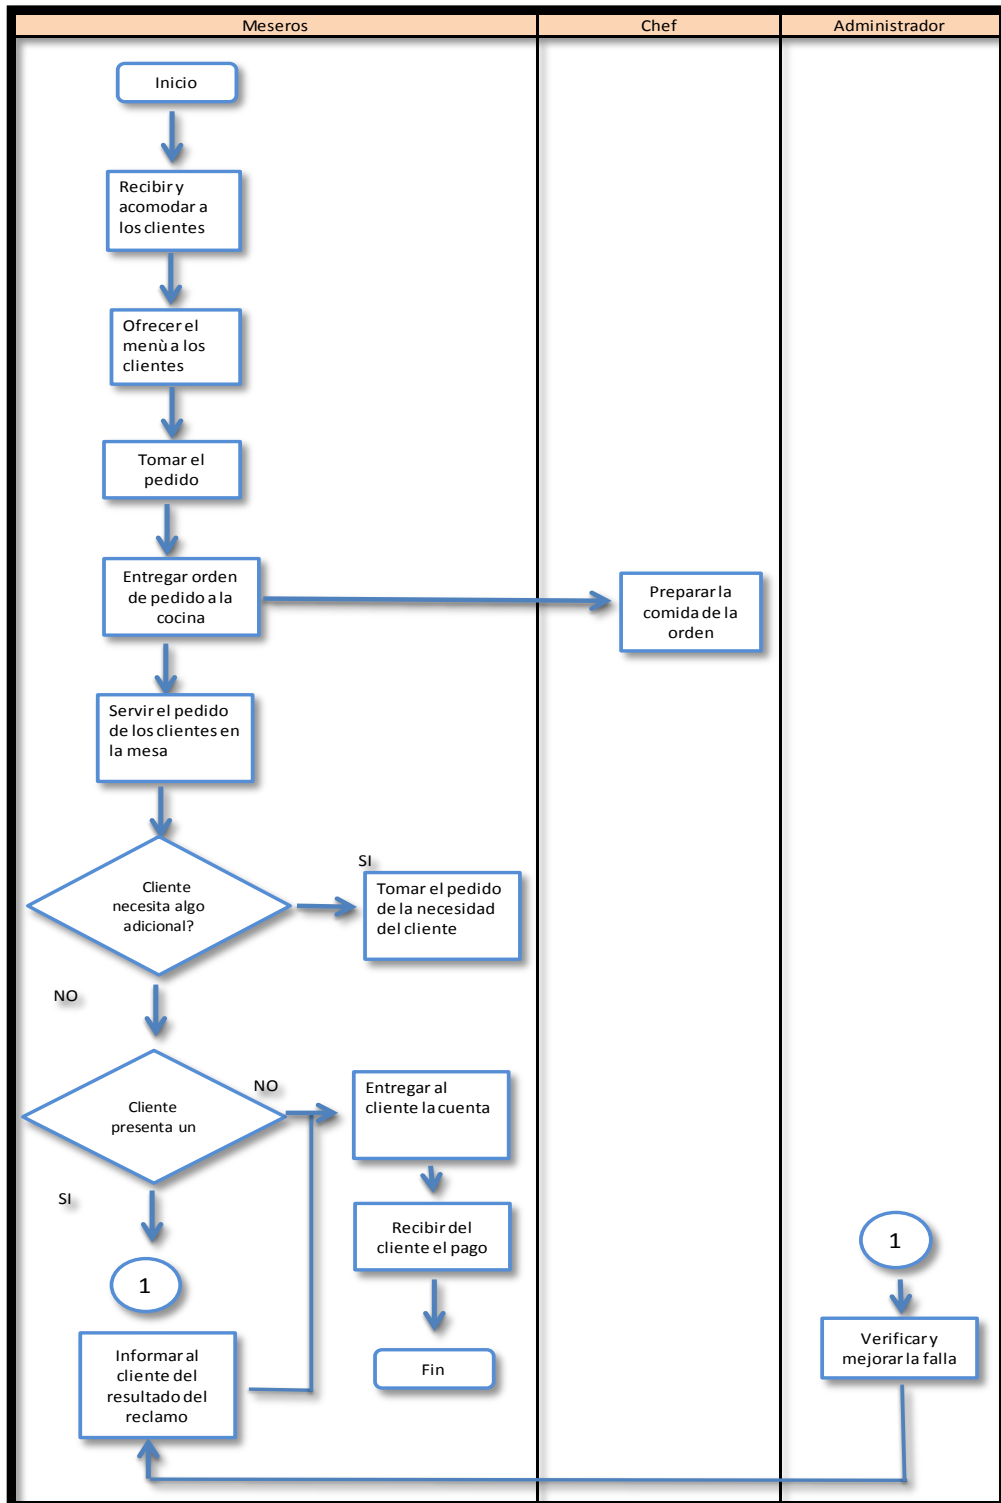 Meseros
Chef
Administrador
Inicio
Recibir y
acomodar a
los clientes
Ofrecer el
menù a los
clientes
Tomar el
pedido
Entregar orden
de pedido a la
cocina
Preparar la
comida de la
orden
Servir el pedido
de los clientes en
la mesa
Cliente
necesita algo
adicional?
SI
Tomar el pedido
de la necesidad
del cliente
NO
Cliente
presenta un
NO
Entregar al
cliente la cuenta
SI
Recibir del
cliente el pago
1
1
Informar al
cliente del
resultado del
reclamo
Fin
Verificar y
mejorar la falla